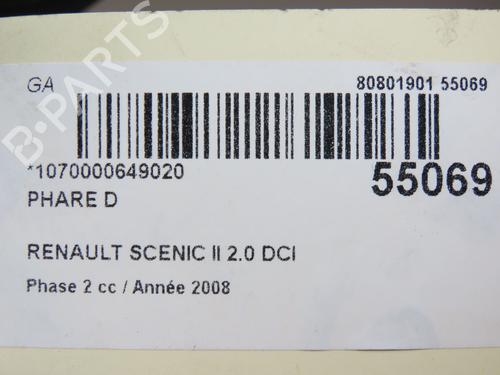 GA
80801901 55069
*1070000649020
55069
PHARE D
RENAULT SCENIC II 2.0 DCI
Phase 2 cc / Année 2008
B-PARTS